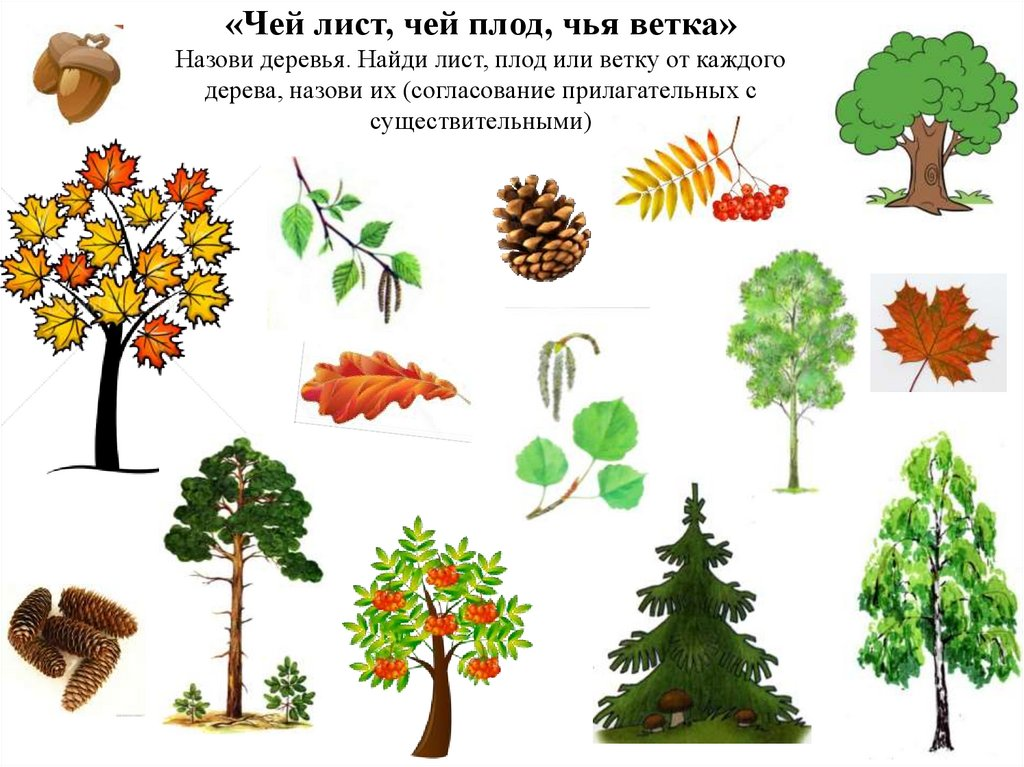 «Чей лист, чей плод, чья ветка»
Назови деревья. Найди лист, плод или ветку от каждого
дерева, назови их (согласование прилагательных с
существительными)